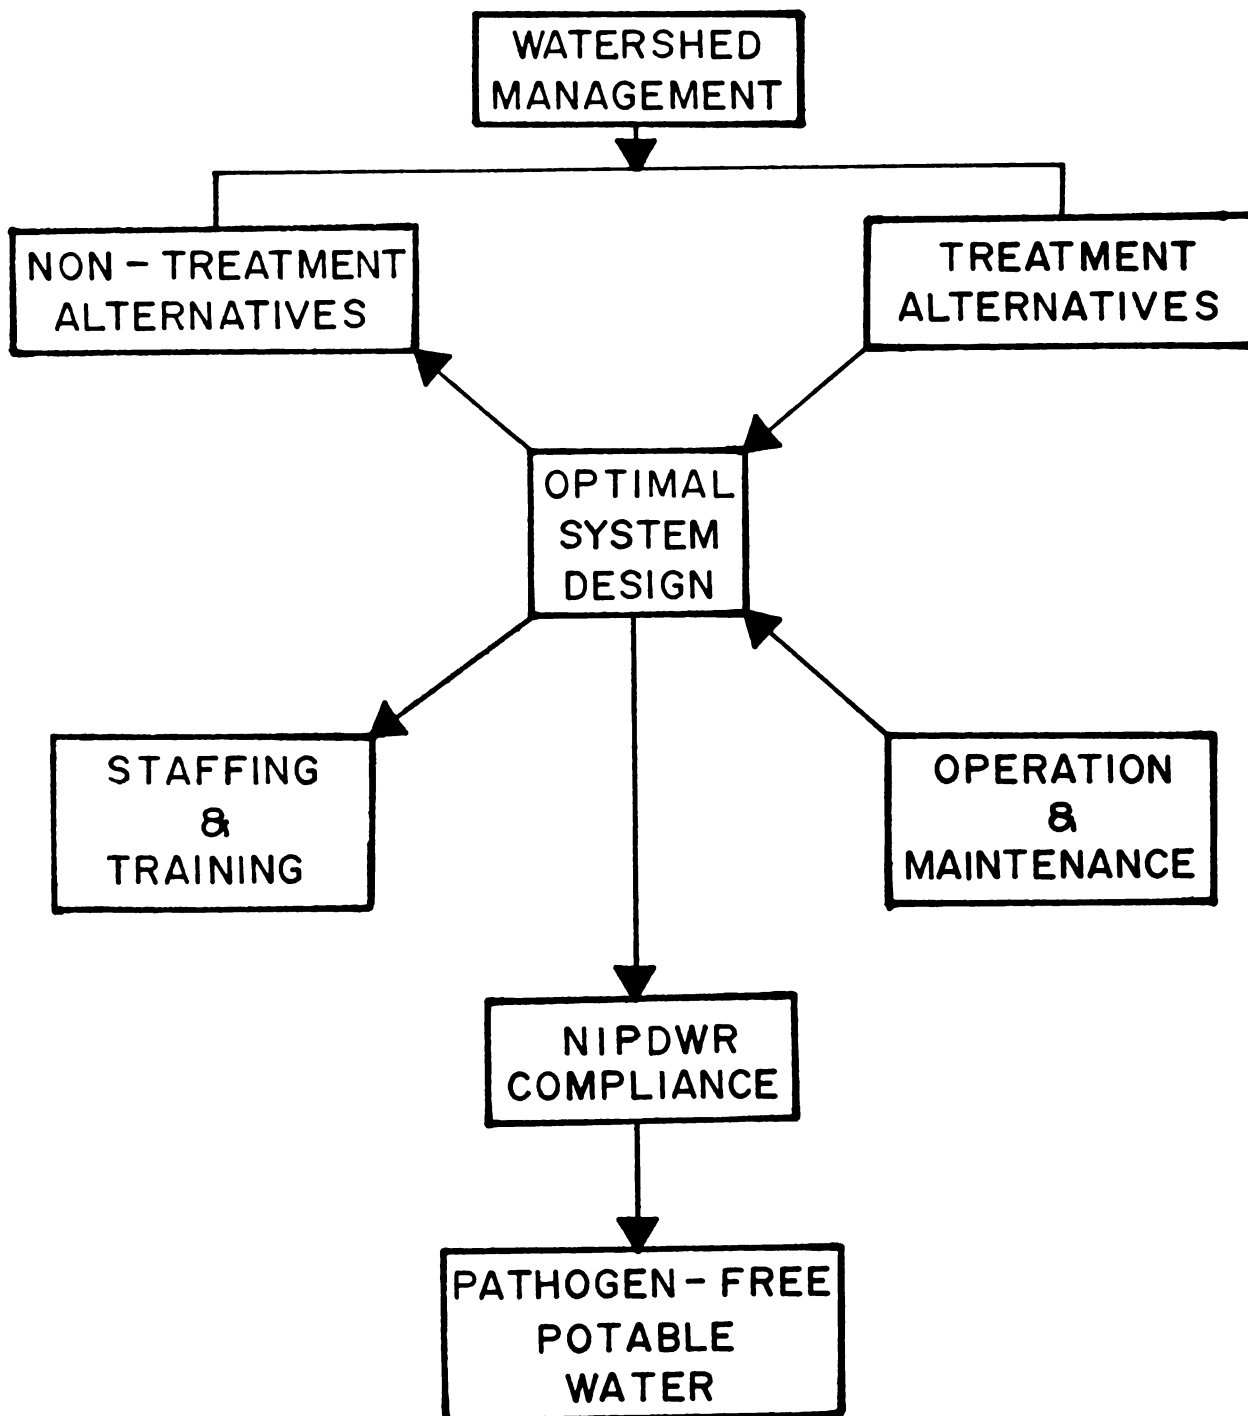 WATERSHED
MANAGEMENT
NON-TREATMENT
ALTERNATIVES
TREATMENT
ALTERNATIVES
OPTIMAL
SYSTEM
DESIGN
STAFFING
&
TRAINING
OPERATION
&
MAINTENANCE
NIPDWR
COMPLIANCE
PATHOGEN-FREE
POTABLE
WATER